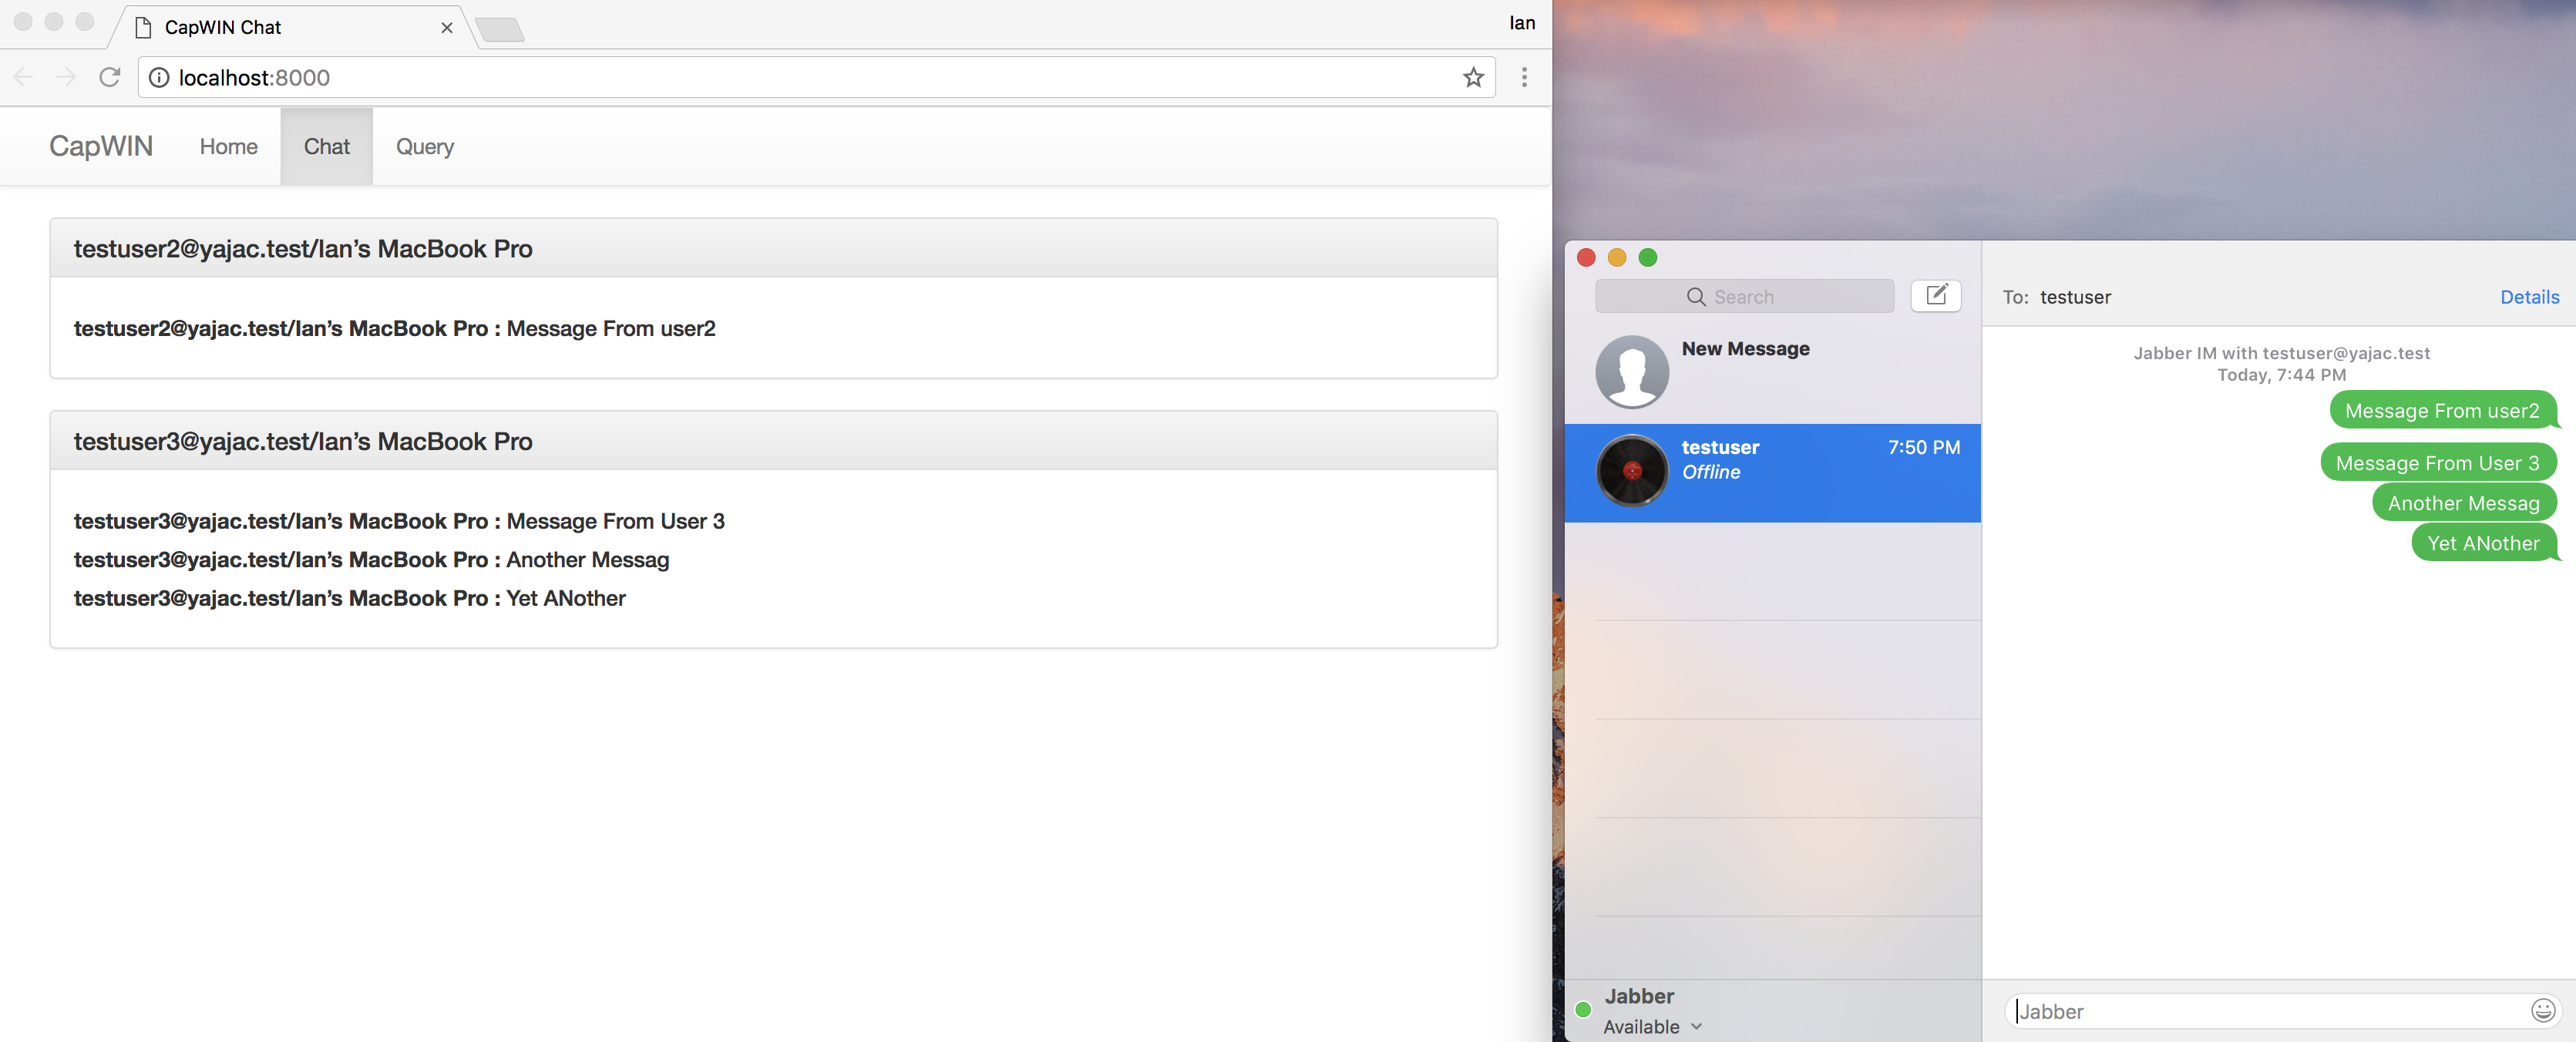 CapWIN Chat
Ian
localhost:8000
CapWIN Home Chat Query
testuser2@yajac.test/Ian’s MacBook Pro
testuser2@yajac.test/Ian’s MacBook Pro : Message From user2
testuser3@yajac.test/Ian’s MacBook Pro
testuser3@yajac.test/Ian’s MacBook Pro : Message From User 3
testuser3@yajac.test/Ian’s MacBook Pro : Another Messag
testuser3@yajac.test/Ian’s MacBook Pro : Yet ANother
Search
New Message
testuser 7:50 PM
Offline
Jabber
Available
To: testuser Details
Jabber IM with testuser@yajac.test
Today, 7:44 PM
Message From user2
Message From User 3
Another Messag
Yet ANother
Jabber